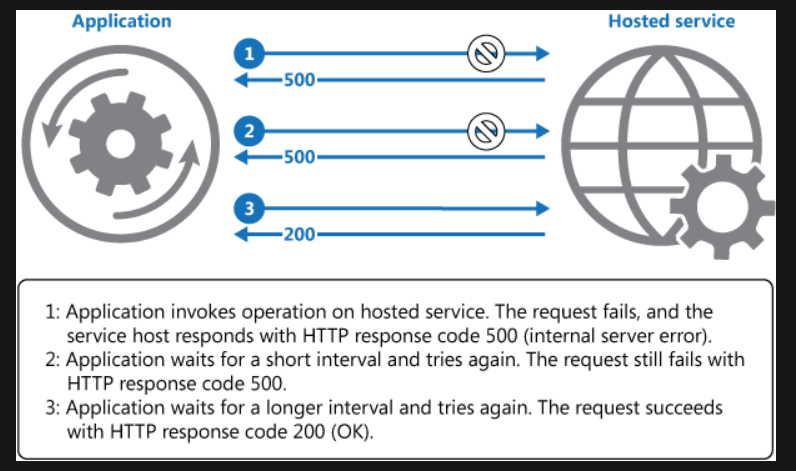 Application
Hosted service
1
500
2
500
3
200
1: Application invokes operation on hosted service. The request fails, and the
service host responds with HTTP response code 500 (internal server error).
2: Application waits for a short interval and tries again. The request still fails with
HTTP response code 500.
3: Application waits for a longer interval and tries again. The request succeeds
with HTTP response code 200 (OK).